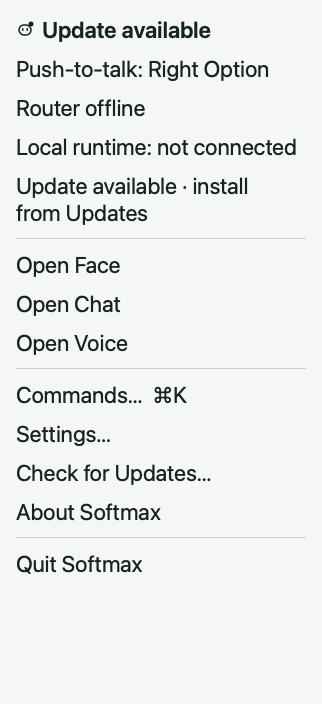 Update available
Push-to-talk: Right Option
Router offline
Local runtime: not connected
Update available · install
from Updates
Open Face
Open Chat
Open Voice
Commands... ⌘K
Settings...
Check for Updates...
About Softmax
Quit Softmax